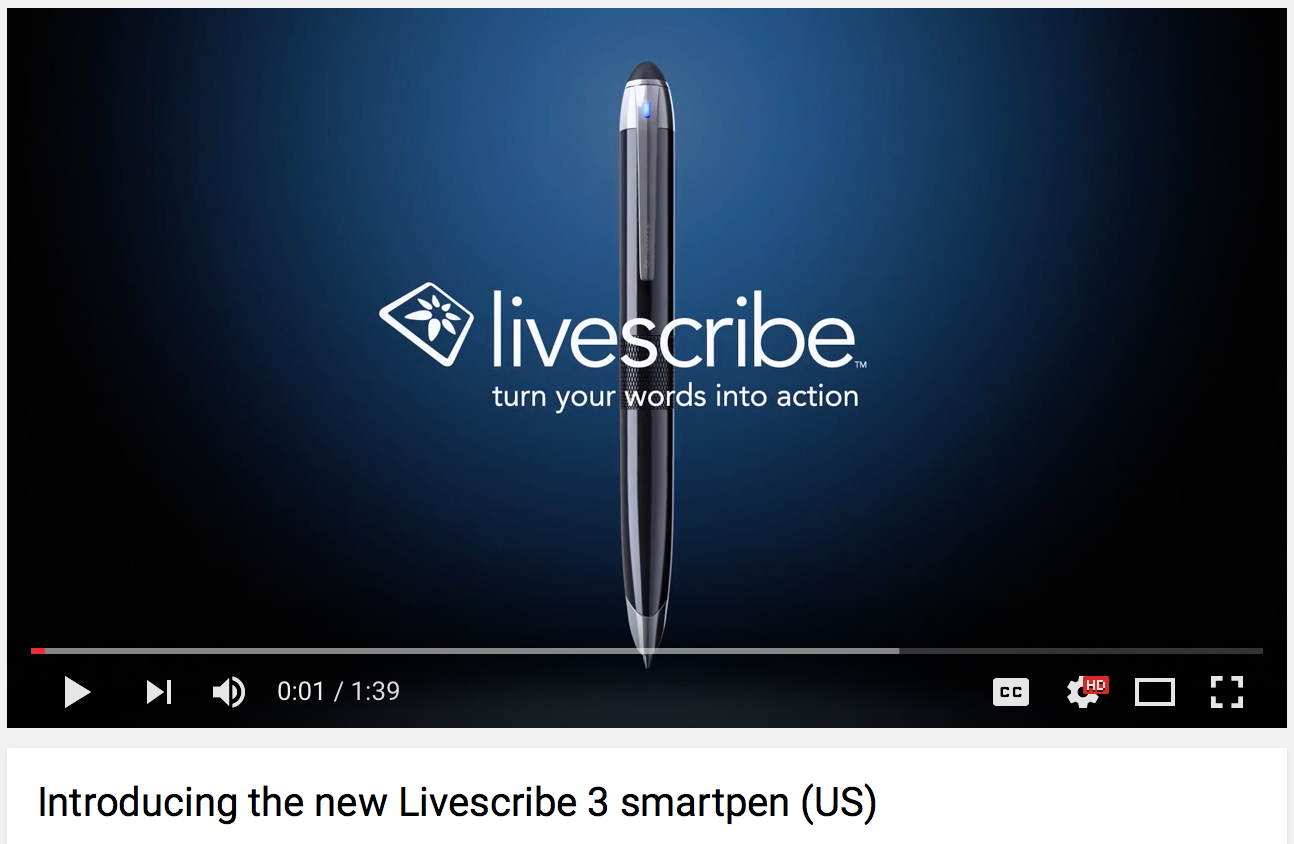 livescribe™
turn your words into action
0:01 / 1:39
CC
HD
Introducing the new Livescribe 3 smartpen (US)